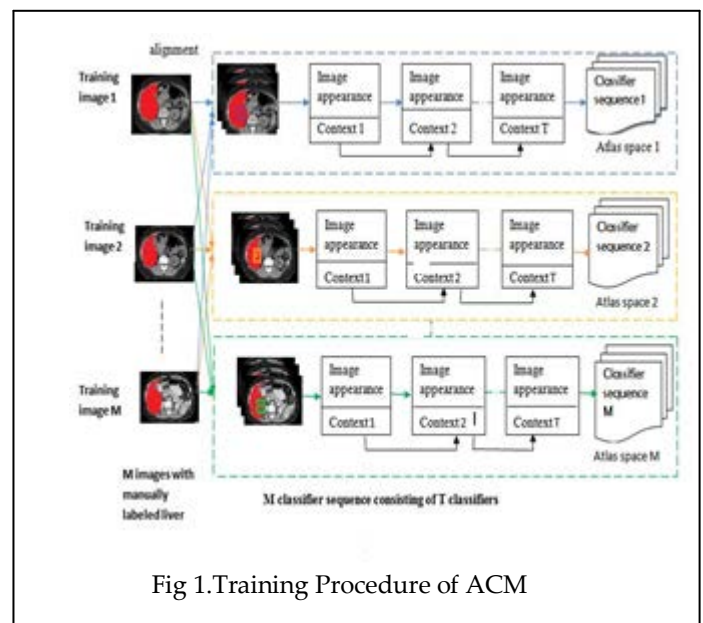 alignment
Training
image 1
Image
appearance
Context 1
Image
appearance
Context 2
Image
appearance
Context T
Classifier
sequence 1
Atlas space 1
Training
image 2
Image
appearance
Context1
Image
appearance
Context2
Image
appearance
ContextT
Classifier
sequence 2
Atlas space 2
Training
image M
Image
appearance
Context1
Image
appearance
Context2
Image
appearance
ContextT
Classifier
sequence
M
Atlas space M
M images with
manually
labeled liver
M classifier sequence consisting of T classifiers
Fig 1.Training Procedure of ACM